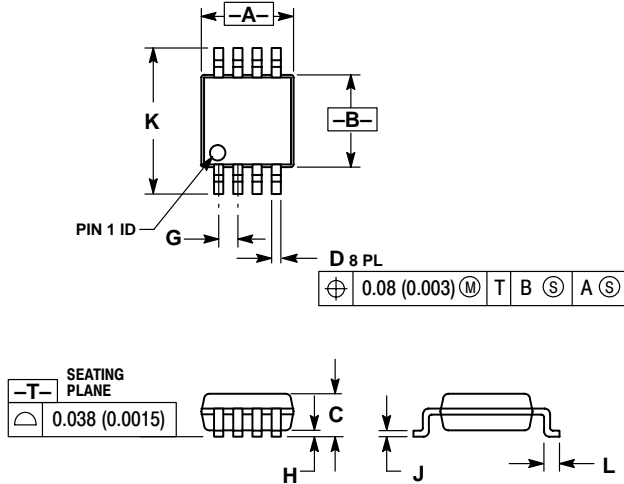 –A–
K
–B–
PIN 1 ID
G
D 8 PL
⌖ 0.08 (0.003) Ⓜ T B Ⓢ A Ⓢ
–T– SEATING
PLANE
⌓ 0.038 (0.0015)
C
H
J
L